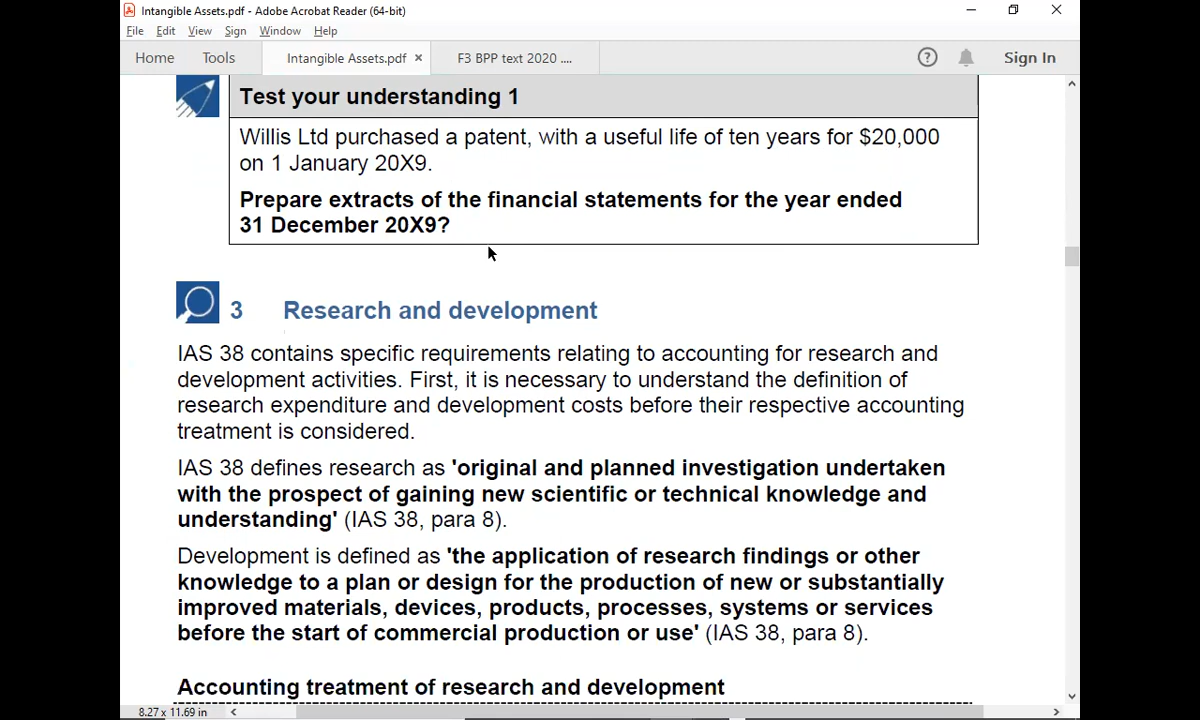 Intangible Assets.pdf - Adobe Acrobat Reader (64-bit)
File Edit View Sign Window Help
Home Tools Intangible Assets.pdf × F3 BPP text 2020 .... ? Sign In
Test your understanding 1
Willis Ltd purchased a patent, with a useful life of ten years for $20,000
on 1 January 20X9.
Prepare extracts of the financial statements for the year ended
31 December 20X9?
3 Research and development
IAS 38 contains specific requirements relating to accounting for research and
development activities. First, it is necessary to understand the definition of
research expenditure and development costs before their respective accounting
treatment is considered.
IAS 38 defines research as 'original and planned investigation undertaken
with the prospect of gaining new scientific or technical knowledge and
understanding' (IAS 38, para 8).
Development is defined as 'the application of research findings or other
knowledge to a plan or design for the production of new or substantially
improved materials, devices, products, processes, systems or services
before the start of commercial production or use' (IAS 38, para 8).
Accounting treatment of research and development
8.27 x 11.69 in